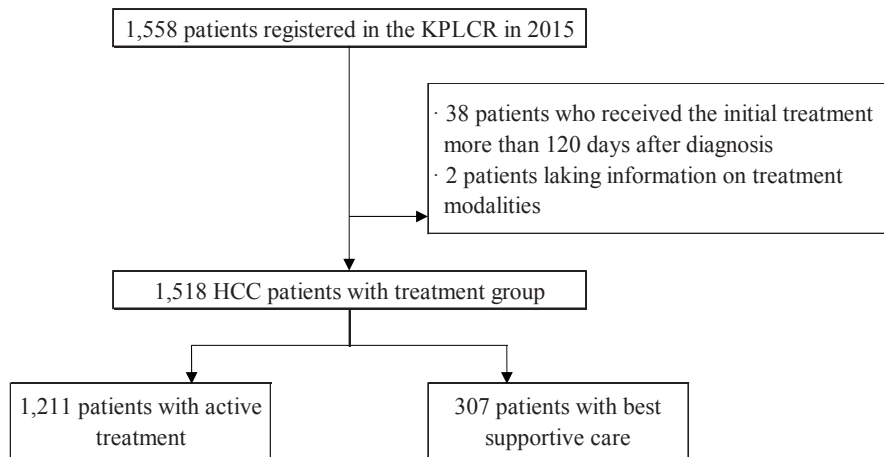 1,558 patients registered in the KPLCR in 2015
· 38 patients who received the initial treatment
more than 120 days after diagnosis
· 2 patients laking information on treatment
modalities
1,518 HCC patients with treatment group
1,211 patients with active
treatment
307 patients with best
supportive care